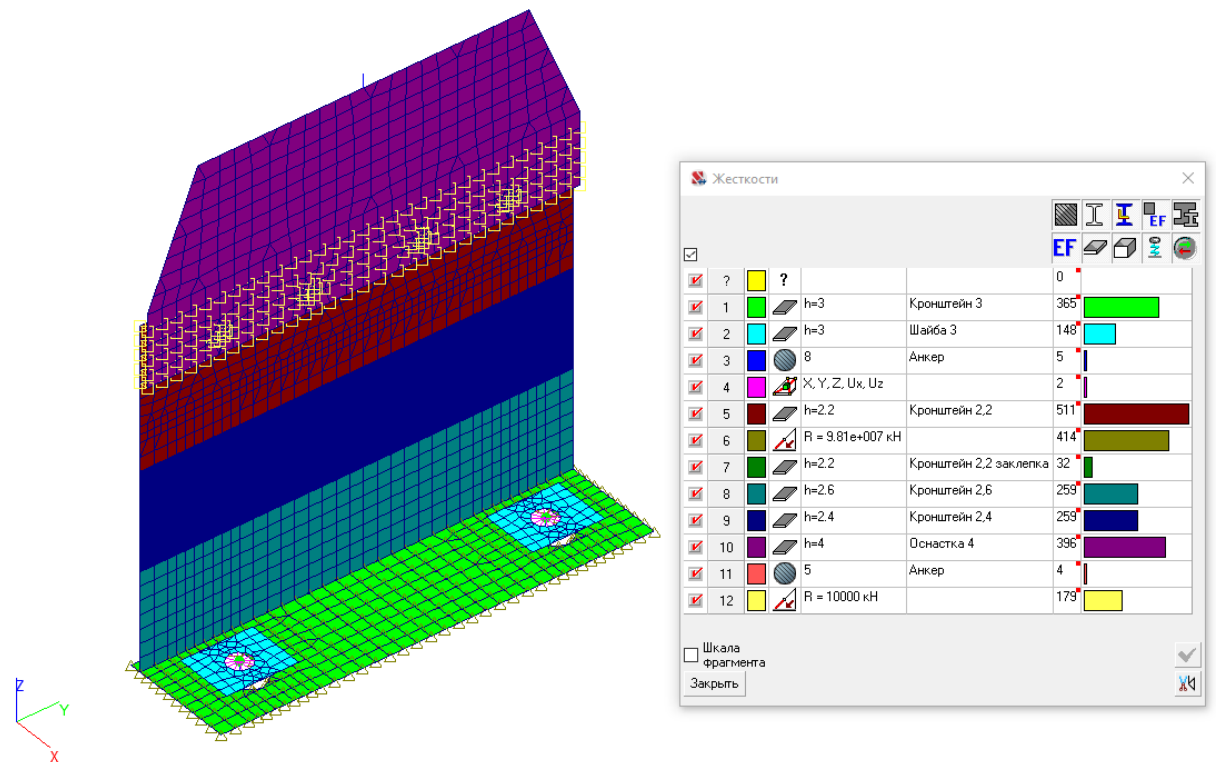 Жесткости
EF
EF
? ? 0
1 h=3 Кронштейн 3 365
2 h=3 Шайба 3 148
3 8 Анкер 5
4 X, Y, Z, Ux, Uz 2
5 h=2.2 Кронштейн 2,2 511
6 R = 9.81e+007 кН 414
7 h=2.2 Кронштейн 2,2 заклепка 32
8 h=2.6 Кронштейн 2,6 259
9 h=2.4 Кронштейн 2,4 259
10 h=4 Оснастка 4 396
11 5 Анкер 4
12 R = 10000 кН 179
Шкала
фрагмента
Закрыть
Z
Y
X